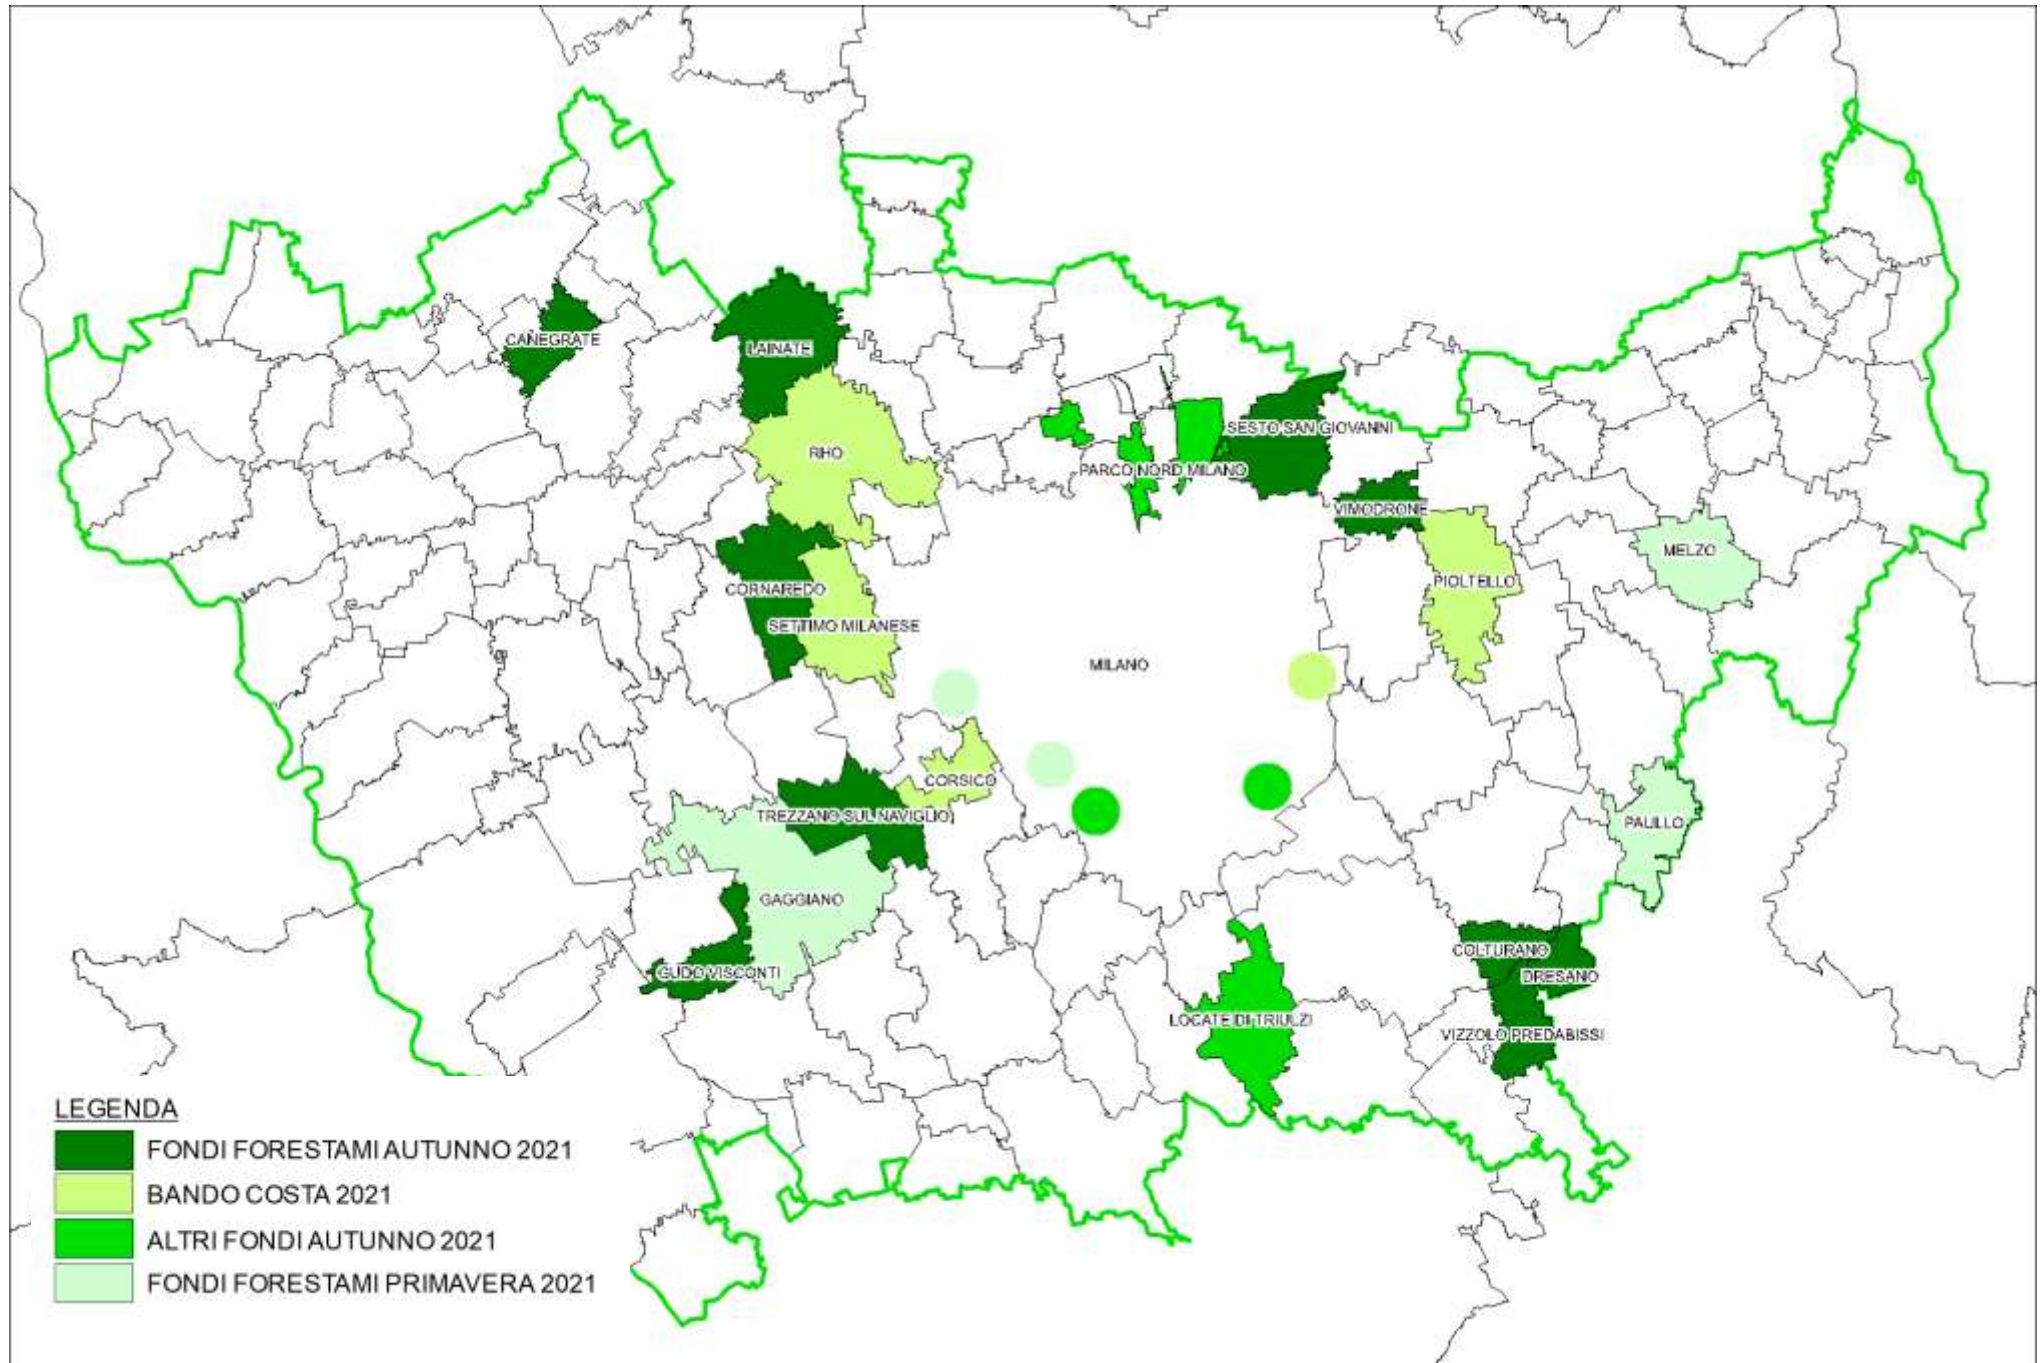 CANEGRATE
LAINATE
SESTO SAN GIOVANNI
RHO
PARCO NORD MILANO
VIMODRONE
MELZO
PIOLTELLO
CORNAREDO
SETTIMO MILANESE
MILANO
CORSICO
TREZZANO SUL NAVIGLIO
PAULLO
GAGGIANO
COLTURANO
GUDO VISCONTI
DRESANO
LOCATE DI TRIULZI
VIZZOLO PREDABISSI
LEGENDA
FONDI FORESTAMI AUTUNNO 2021
BANDO COSTA 2021
ALTRI FONDI AUTUNNO 2021
FONDI FORESTAMI PRIMAVERA 2021